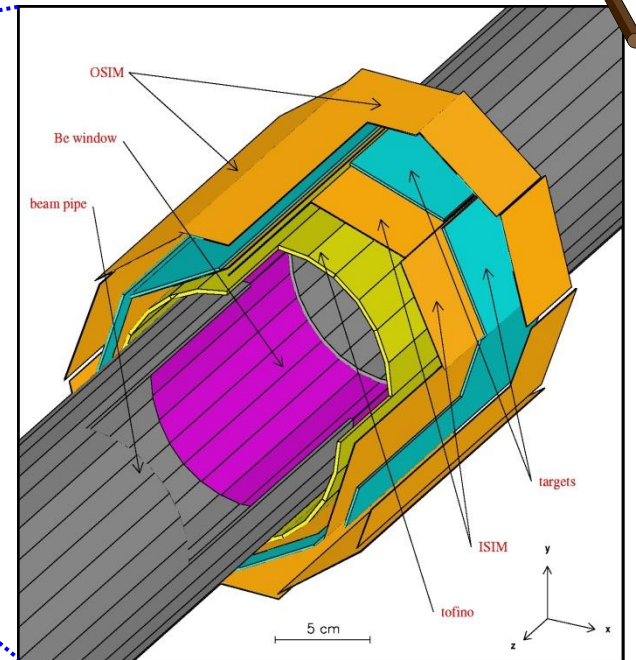 OSIM
Be window
beam pipe
targets
ISIM
tofino
5 cm
y
x
z